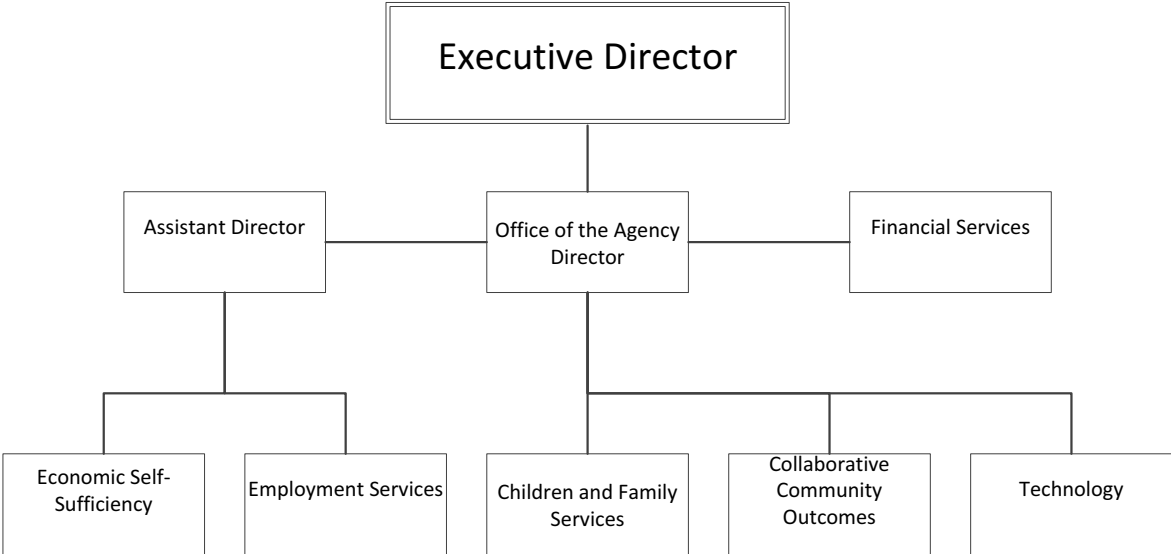 Executive Director
Assistant Director
Office of the Agency
Director
Financial Services
Economic Self-
Sufficiency
Employment Services
Children and Family
Services
Collaborative
Community
Outcomes
Technology